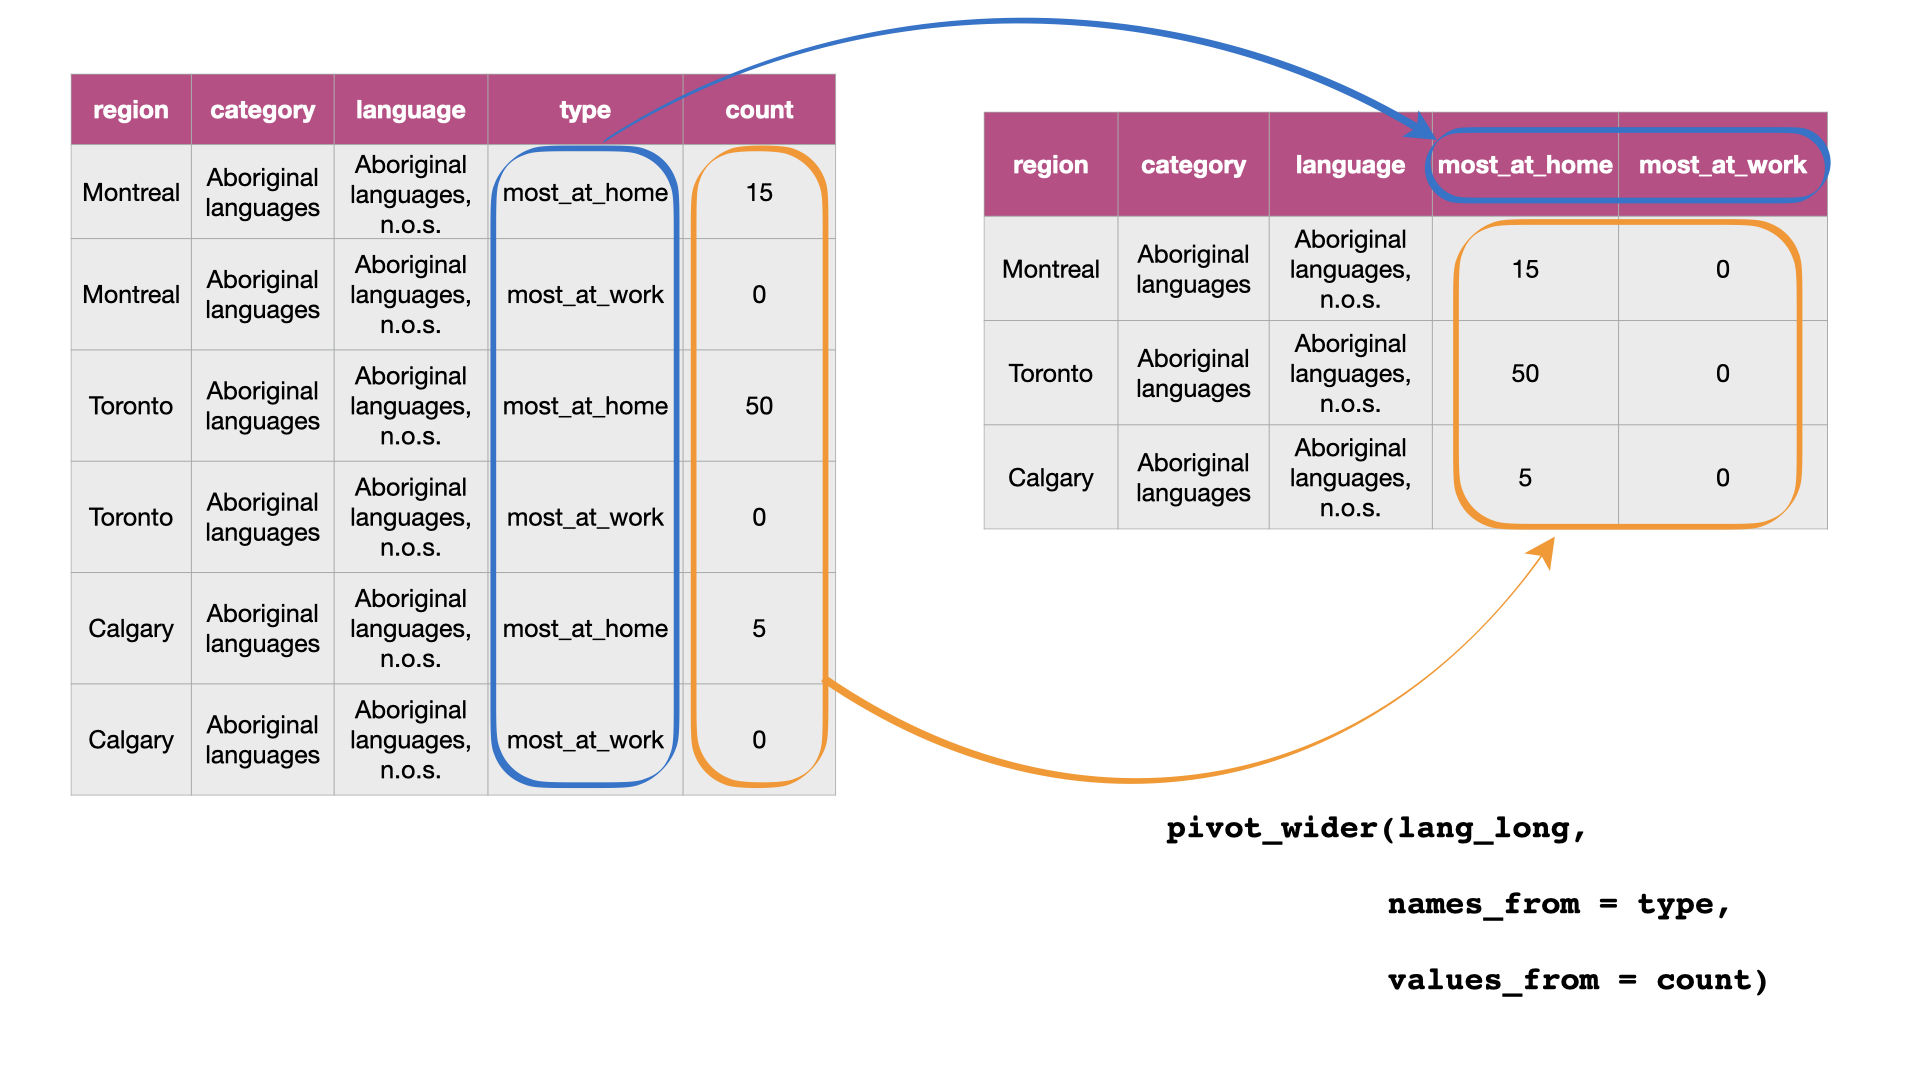 region category language type count
Montreal Aboriginal languages Aboriginal languages, n.o.s. most_at_home 15
Montreal Aboriginal languages Aboriginal languages, n.o.s. most_at_work 0
Toronto Aboriginal languages Aboriginal languages, n.o.s. most_at_home 50
Toronto Aboriginal languages Aboriginal languages, n.o.s. most_at_work 0
Calgary Aboriginal languages Aboriginal languages, n.o.s. most_at_home 5
Calgary Aboriginal languages Aboriginal languages, n.o.s. most_at_work 0
region category language most_at_home most_at_work
Montreal Aboriginal languages Aboriginal languages, n.o.s. 15 0
Toronto Aboriginal languages Aboriginal languages, n.o.s. 50 0
Calgary Aboriginal languages Aboriginal languages, n.o.s. 5 0
pivot_wider(lang_long,
names_from = type,
values_from = count)